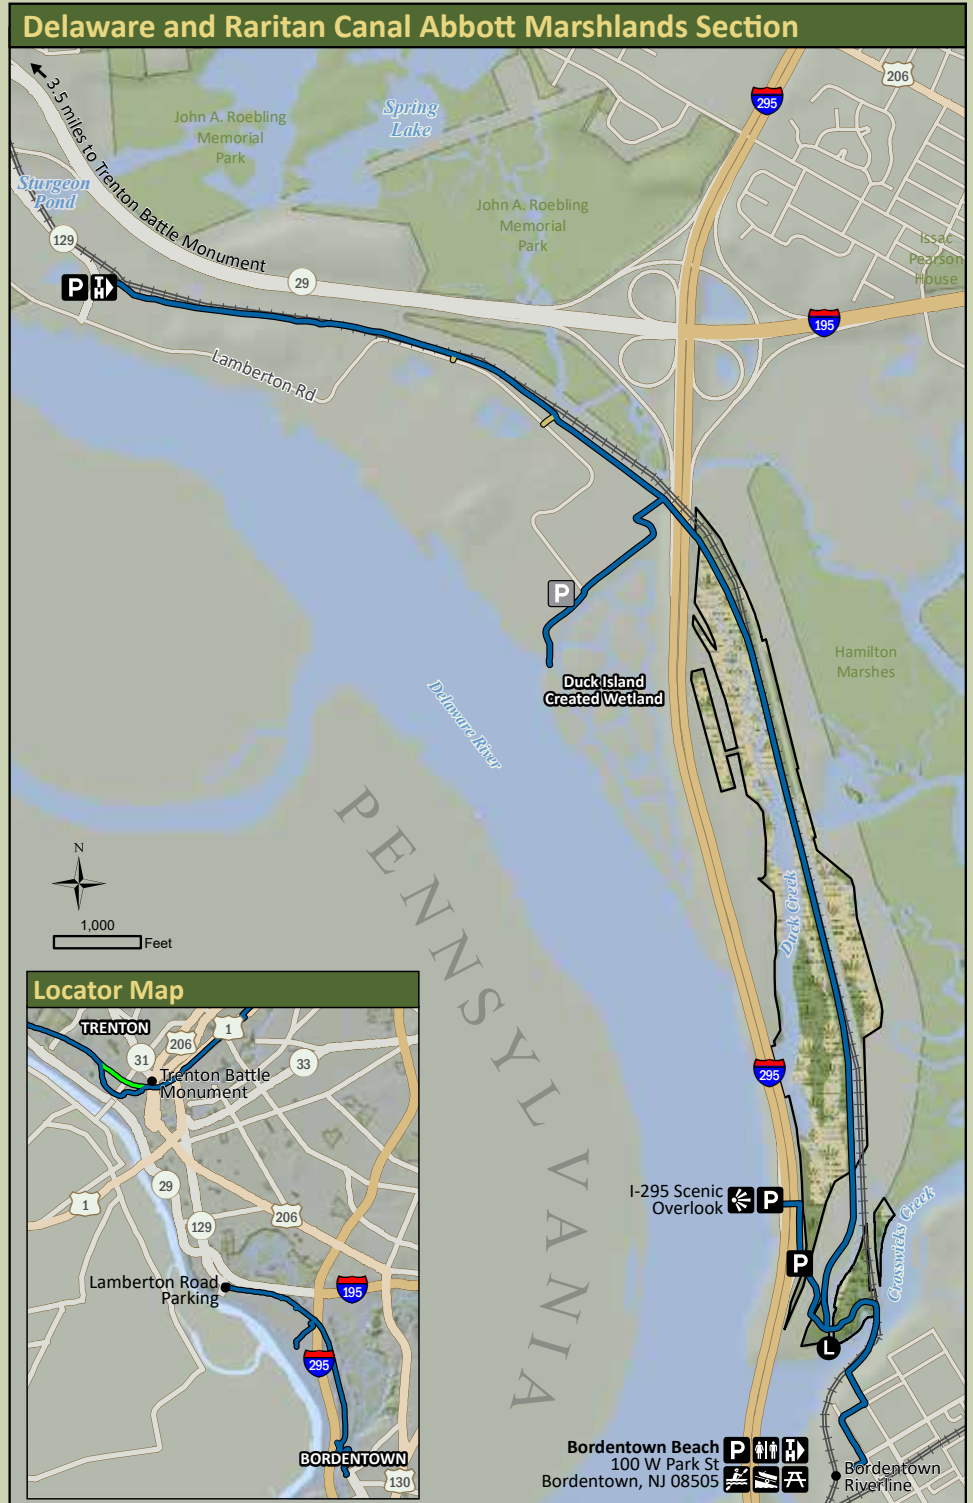 Delaware and Raritan Canal Abbott Marshlands Section
206
295
3.5 miles to Trenton Battle Monument
John A. Roebling
Memorial
Park
Spring
Lake
Sturgeon
Pond
John A. Roebling
Memorial
Park
Issac
Pearson
House
129
29
P
TH
195
Lamberton Rd
P
Duck Island
Created Wetland
Hamilton
Marshes
Delaware River
PENNSYLVANIA
N
1,000
Feet
Duck Creek
295
I-295 Scenic
Overlook
P
P
Crosswicks Creek
L
Bordentown Beach
100 W Park St
Bordentown, NJ 08505
P
TH
Bordentown
Riverline
Locator Map
TRENTON
1
206
31
33
Trenton Battle
Monument
29
1
129
206
Lamberton Road
Parking
195
295
BORDENTOWN
130